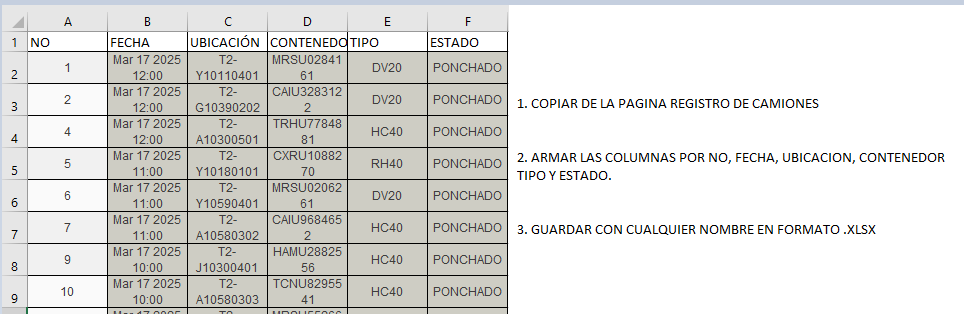 A B C D E F
1 NO FECHA UBICACIÓN CONTENEDO TIPO ESTADO
2 1 Mar 17 2025 12:00 T2-Y10110401 MRSU0284161 DV20 PONCHADO
3 2 Mar 17 2025 12:00 T2-G10390202 CAIU3283122 DV20 PONCHADO
4 4 Mar 17 2025 12:00 T2-A10300501 TRHU7784881 HC40 PONCHADO
5 5 Mar 17 2025 11:00 T2-Y10180101 CXRU1088270 RH40 PONCHADO
6 6 Mar 17 2025 11:00 T2-Y10590401 MRSU0206261 DV20 PONCHADO
7 7 Mar 17 2025 11:00 T2-A10580302 CAIU9684652 HC40 PONCHADO
8 9 Mar 17 2025 10:00 T2-J10300401 HAMU2882556 HC40 PONCHADO
9 10 Mar 17 2025 10:00 T2-A10580303 TCNU8295541 HC40 PONCHADO
1. COPIAR DE LA PAGINA REGISTRO DE CAMIONES
2. ARMAR LAS COLUMNAS POR NO, FECHA, UBICACION, CONTENEDOR
TIPO Y ESTADO.
3. GUARDAR CON CUALQUIER NOMBRE EN FORMATO .XLSX